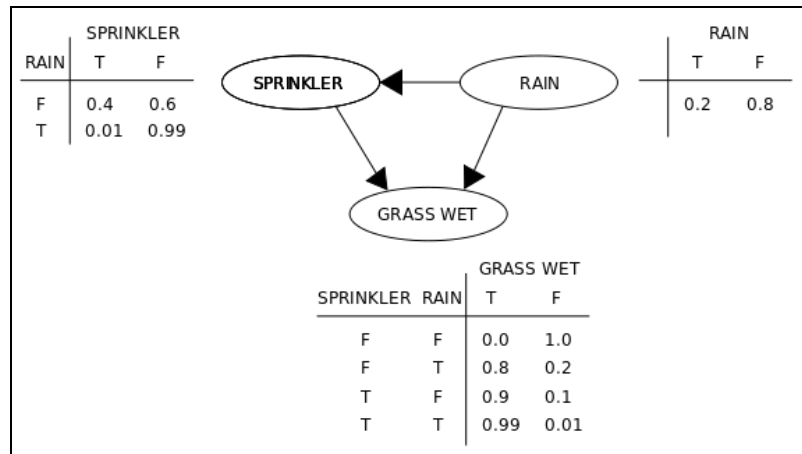 SPRINKLER
RAIN T F
F 0.4 0.6
T 0.01 0.99
SPRINKLER
RAIN
RAIN
T F
0.2 0.8
GRASS WET
GRASS WET
SPRINKLER RAIN T F
F F 0.0 1.0
F T 0.8 0.2
T F 0.9 0.1
T T 0.99 0.01